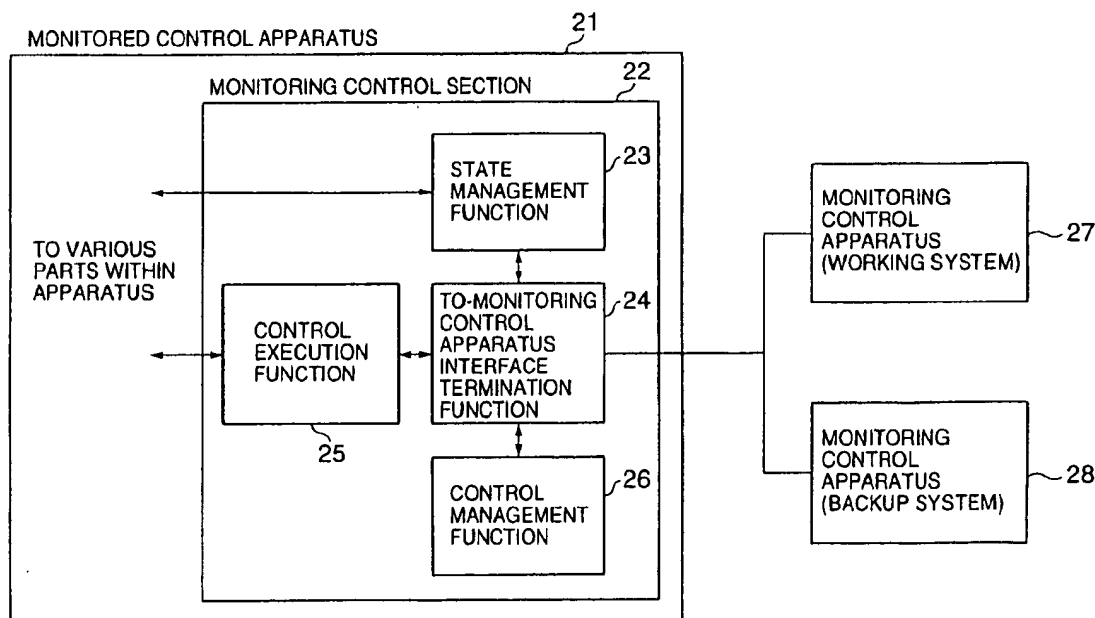 21
MONITORED CONTROL APPARATUS
22
MONITORING CONTROL SECTION
23
STATE
MANAGEMENT
FUNCTION
TO VARIOUS
PARTS WITHIN
APPARATUS
CONTROL
EXECUTION
FUNCTION
25
24
TO-MONITORING
CONTROL
APPARATUS
INTERFACE
TERMINATION
FUNCTION
26
CONTROL
MANAGEMENT
FUNCTION
MONITORING
CONTROL
APPARATUS
(WORKING SYSTEM)
27
MONITORING
CONTROL
APPARATUS
(BACKUP SYSTEM)
28